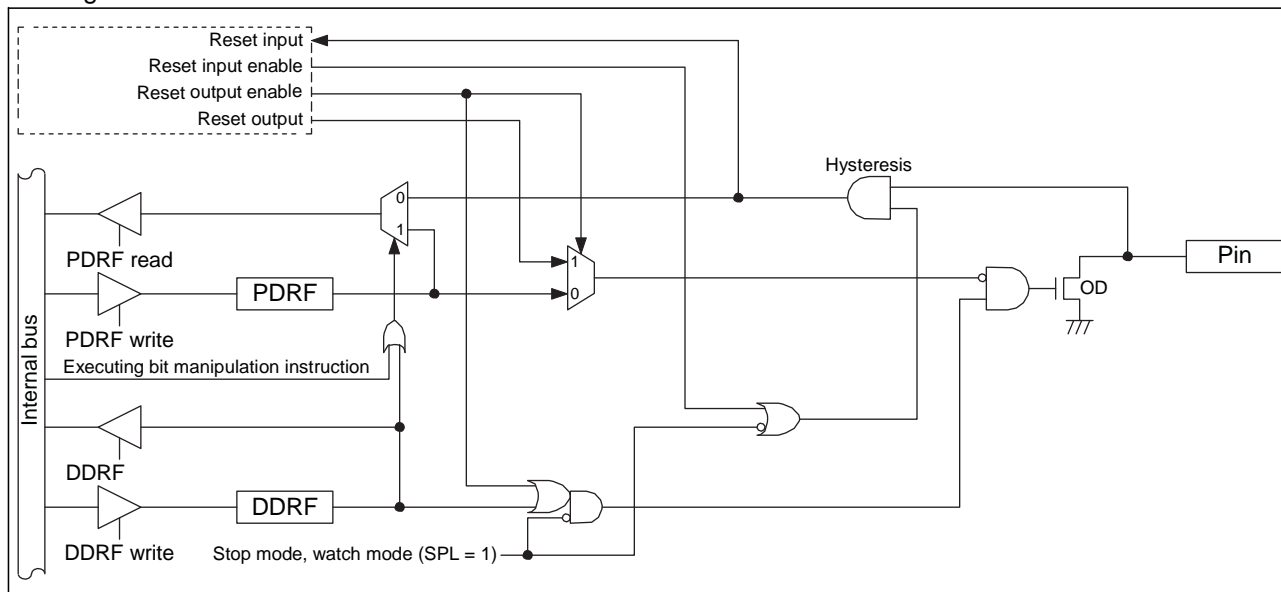 Reset input
Reset input enable
Reset output enable
Reset output
Hysteresis
0
1
PDRF read
1
0
Pin
OD
PDRF
PDRF write
Internal bus
Executing bit manipulation instruction
DDRF
DDRF
DDRF write
Stop mode, watch mode (SPL = 1)